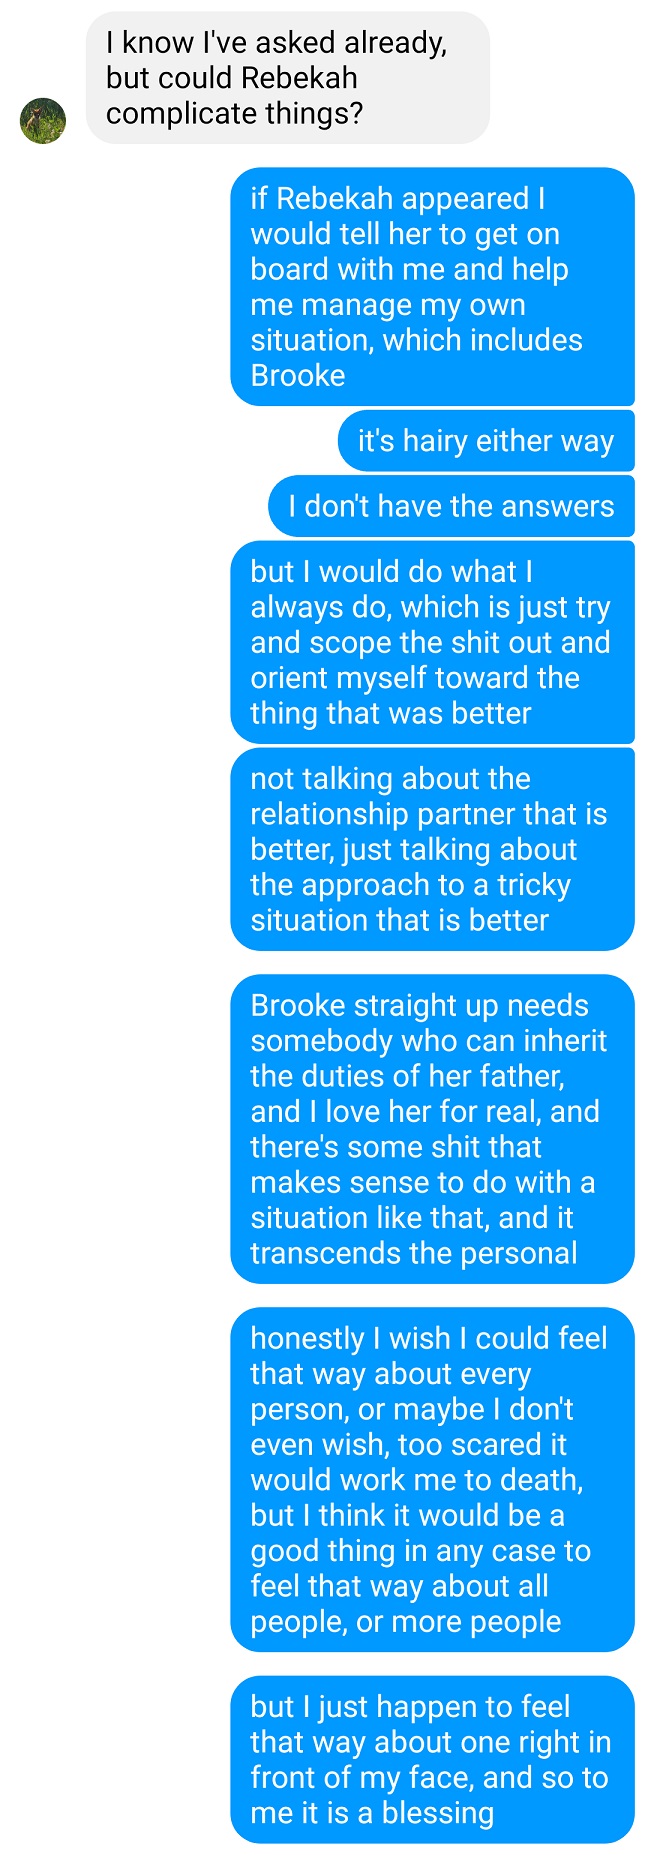 I know I've asked already,
but could Rebekah
complicate things?
if Rebekah appeared I
would tell her to get on
board with me and help
me manage my own
situation, which includes
Brooke
it's hairy either way
I don't have the answers
but I would do what I
always do, which is just try
and scope the shit out and
orient myself toward the
thing that was better
not talking about the
relationship partner that is
better, just talking about
the approach to a tricky
situation that is better
Brooke straight up needs
somebody who can inherit
the duties of her father,
and I love her for real, and
there's some shit that
makes sense to do with a
situation like that, and it
transcends the personal
honestly I wish I could feel
that way about every
person, or maybe I don't
even wish, too scared it
would work me to death,
but I think it would be a
good thing in any case to
feel that way about all
people, or more people
but I just happen to feel
that way about one right in
front of my face, and so to
me it is a blessing